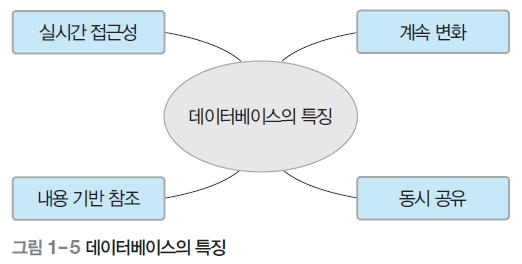 실시간 접근성
계속 변화
데이터베이스의 특징
내용 기반 참조
동시 공유
그림 1-5 데이터베이스의 특징